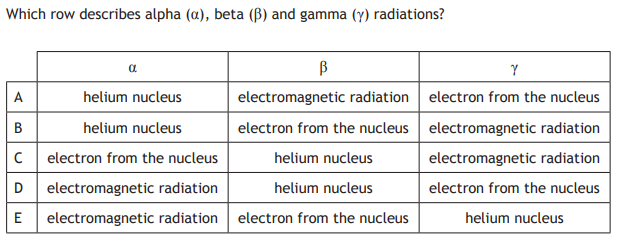 Which row describes alpha (α), beta (β) and gamma (γ) radiations?
α β γ
A helium nucleus electromagnetic radiation electron from the nucleus
B helium nucleus electron from the nucleus electromagnetic radiation
C electron from the nucleus helium nucleus electromagnetic radiation
D electromagnetic radiation helium nucleus electron from the nucleus
E electromagnetic radiation electron from the nucleus helium nucleus